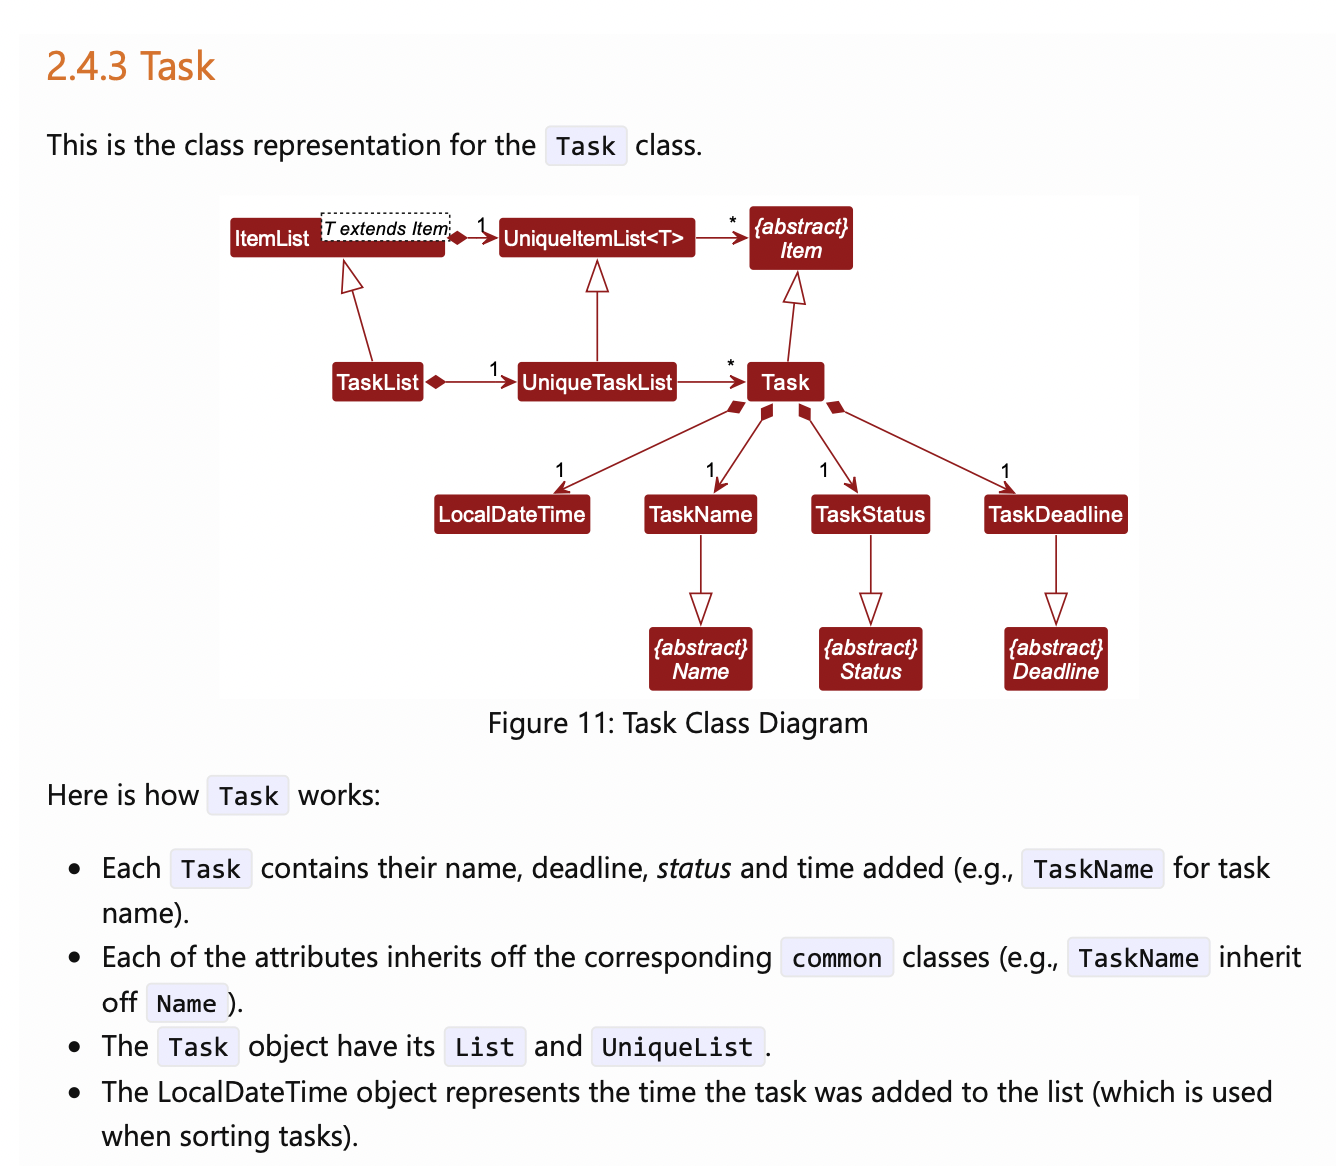 2.4.3 Task
This is the class representation for the Task class.
ItemList
T extends Item
1
UniqueItemList<T>
*
{abstract}
Item
TaskList
1
UniqueTaskList
*
Task
1
1
1
1
LocalDateTime
TaskName
TaskStatus
TaskDeadline
{abstract}
Name
{abstract}
Status
{abstract}
Deadline
Figure 11: Task Class Diagram
Here is how Task works:
• Each Task contains their name, deadline, status and time added (e.g., TaskName for task
name).
• Each of the attributes inherits off the corresponding common classes (e.g., TaskName inherit
off Name ).
• The Task object have its List and UniqueList .
• The LocalDateTime object represents the time the task was added to the list (which is used
when sorting tasks).